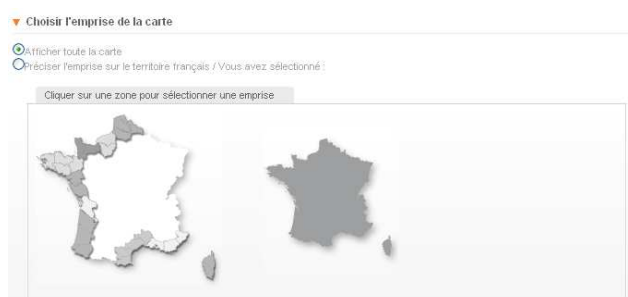 Choisir l'emprise de la carte
Afficher toute la carte
Préciser l'emprise sur le territoire français / Vous avez sélectionné :
Cliquer sur une zone pour sélectionner une emprise